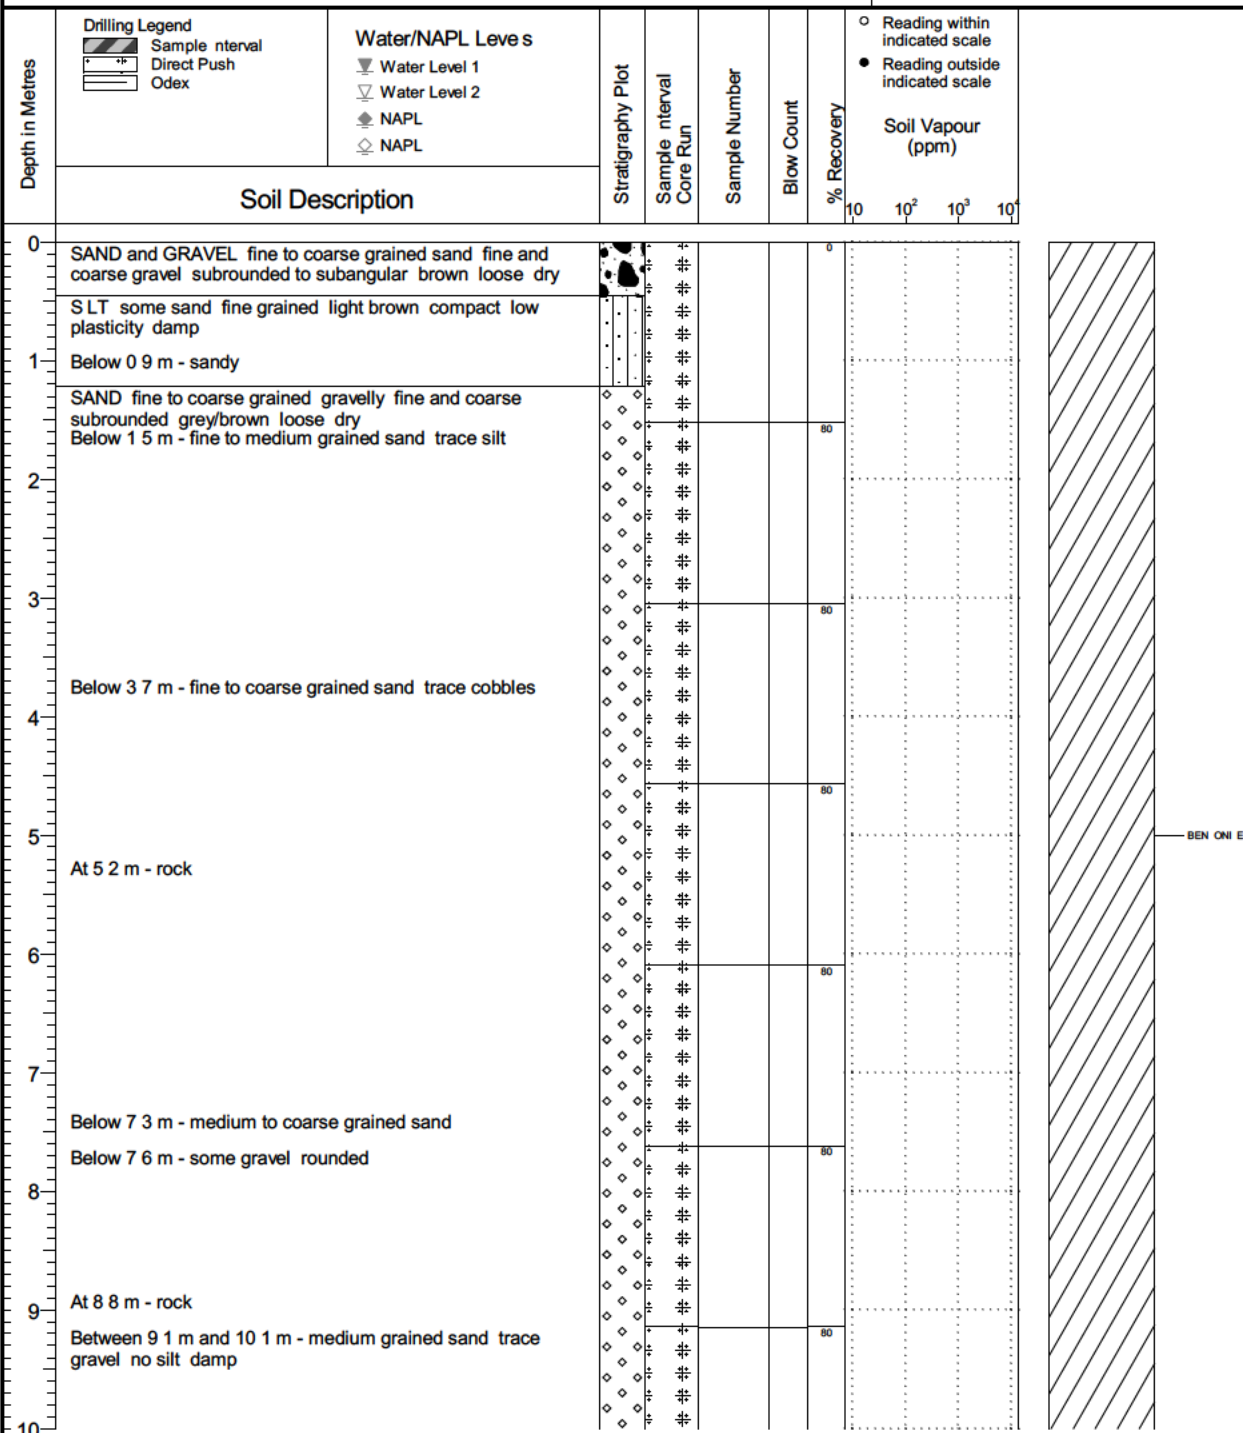 Drilling Legend
Sample nterval
Direct Push
Odex
Water/NAPL Leve s
Water Level 1
Water Level 2
NAPL
NAPL
Reading within
indicated scale
Reading outside
indicated scale
Soil Vapour
(ppm)
10 10² 10³ 10⁴
Depth in Metres
Soil Description
Stratigraphy Plot
Sample nterval
Core Run
Sample Number
Blow Count
% Recovery
0
SAND and GRAVEL fine to coarse grained sand fine and
coarse gravel subrounded to subangular brown loose dry
0
S LT some sand fine grained light brown compact low
plasticity damp
1
Below 0 9 m - sandy
SAND fine to coarse grained gravelly fine and coarse
subrounded grey/brown loose dry
Below 1 5 m - fine to medium grained sand trace silt
80
2
3
80
Below 3 7 m - fine to coarse grained sand trace cobbles
4
80
5
BEN ONI E
At 5 2 m - rock
6
80
7
Below 7 3 m - medium to coarse grained sand
Below 7 6 m - some gravel rounded
80
8
At 8 8 m - rock
9
Between 9 1 m and 10 1 m - medium grained sand trace
gravel no silt damp
80
10